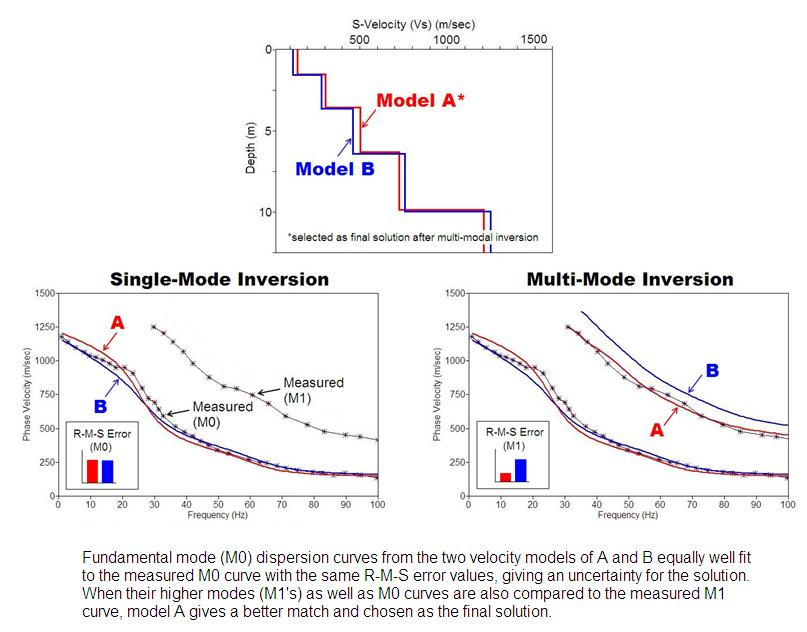 S-Velocity (Vs) (m/sec)
500 1000 1500
0
5
10
Depth (m)
Model A*
Model B
*selected as final solution after multi-modal inversion
Single-Mode Inversion
1500
1250
1000
750
500
250
0
Phase Velocity (m/sec)
A
B
Measured
(M0)
Measured
(M1)
R-M-S Error
(M0)
0 10 20 30 40 50 60 70 80 90 100
Frequency (Hz)
Multi-Mode Inversion
1500
1250
1000
750
500
250
0
Phase Velocity (m/sec)
B
A
R-M-S Error
(M1)
0 10 20 30 40 50 60 70 80 90 100
Frequency (Hz)
Fundamental mode (M0) dispersion curves from the two velocity models of A and B equally well fit
to the measured M0 curve with the same R-M-S error values, giving an uncertainty for the solution.
When their higher modes (M1's) as well as M0 curves are also compared to the measured M1
curve, model A gives a better match and chosen as the final solution.